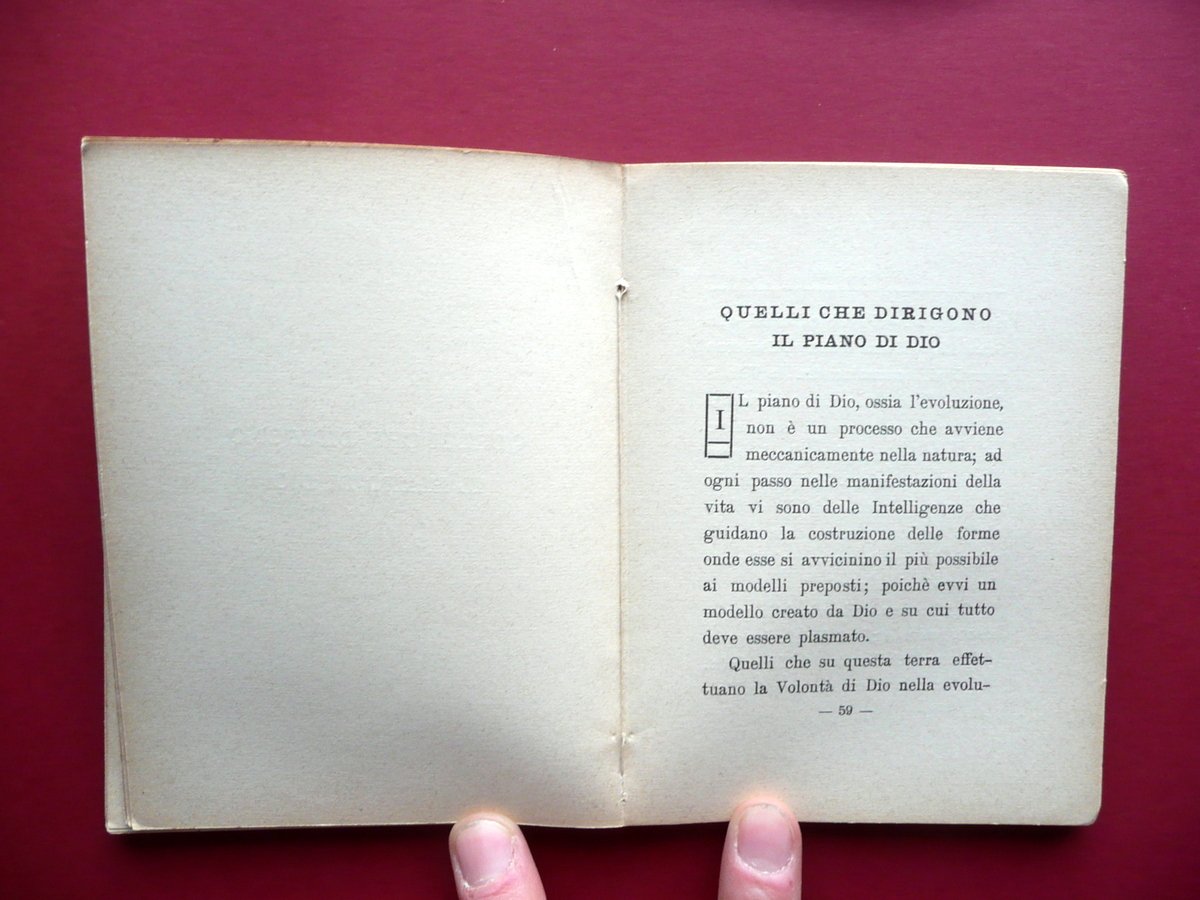 QUELLI CHE DIRIGONO
IL PIANO DI DIO
IL piano di Dio, ossia l'evoluzione,
non è un processo che avviene
meccanicamente nella natura; ad
ogni passo nelle manifestazioni della
vita vi sono delle Intelligenze che
guidano la costruzione delle forme
onde esse si avvicinino il più possibile
ai modelli preposti; poichè evvi un
modello creato da Dio e su cui tutto
deve essere plasmato.
Quelli che su questa terra effet-
tuano la Volontà di Dio nella evolu-
— 59 —